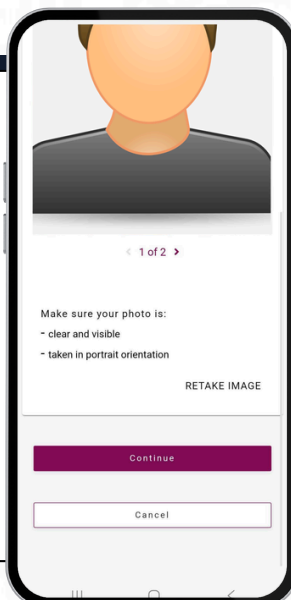 1 of 2
Make sure your photo is:
- clear and visible
- taken in portrait orientation
RETAKE IMAGE
Continue
Cancel